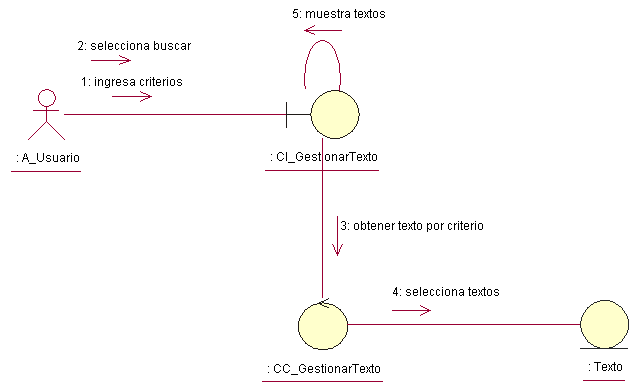 5: muestra textos
2: selecciona buscar
1: ingresa criterios
: A_Usuario
: CI_GestionarTexto
3: obtener texto por criterio
4: selecciona textos
: CC_GestionarTexto
: Texto